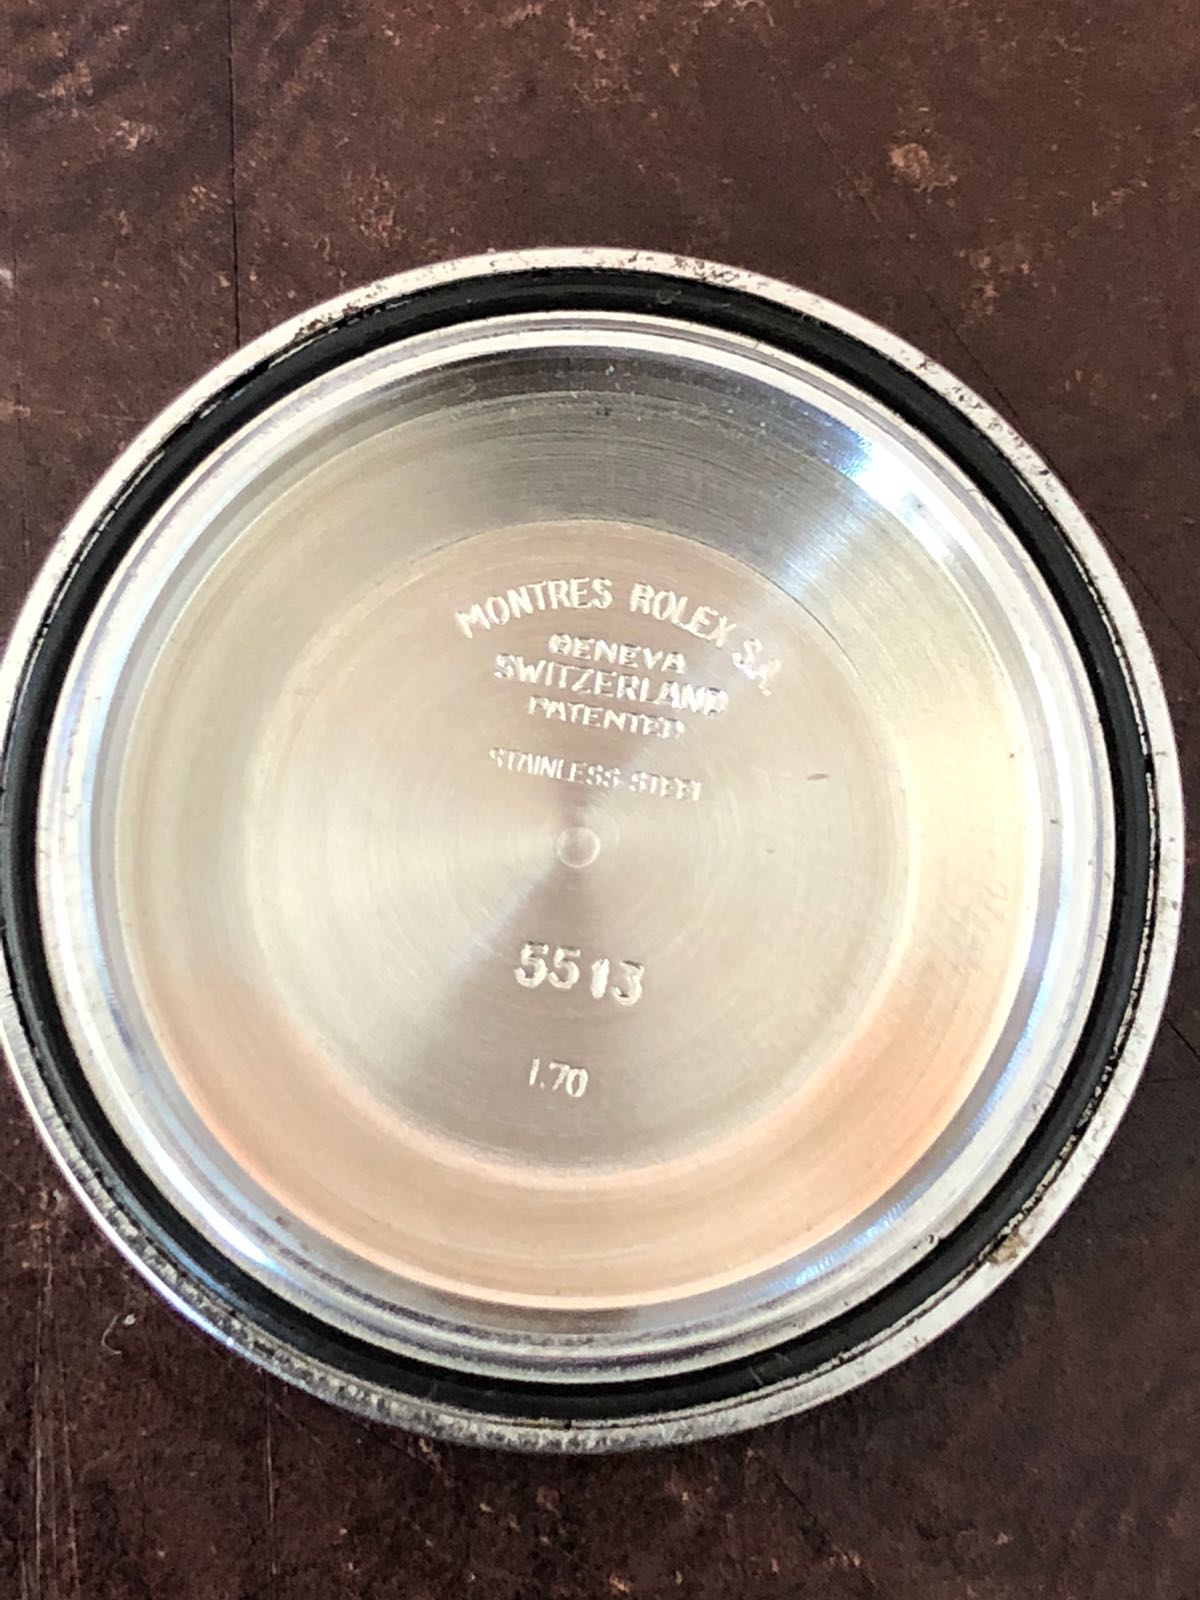 MONTRES ROLEX S.A.
GENEVA
SWITZERLAND
PATENTED
STAINLESS STEEL
5513
I.70